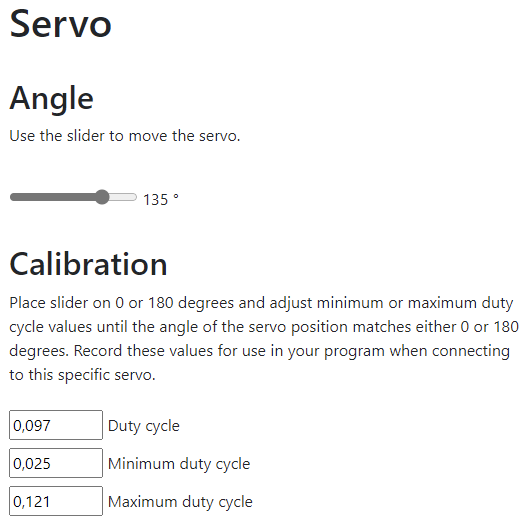 Servo
Angle
Use the slider to move the servo.
135 °
Calibration
Place slider on 0 or 180 degrees and adjust minimum or maximum duty
cycle values until the angle of the servo position matches either 0 or 180
degrees. Record these values for use in your program when connecting
to this specific servo.
0,097 Duty cycle
0,025 Minimum duty cycle
0,121 Maximum duty cycle